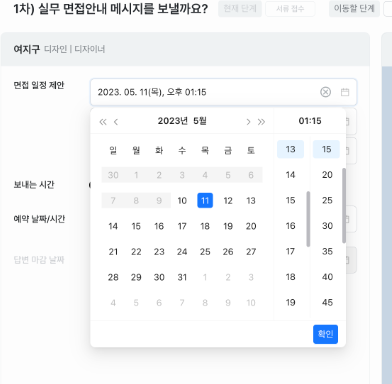 1차) 실무 면접안내 메시지를 보낼까요? 현재 단계 서류 접수 이동할 단계
여지구 디자인 | 디자이너
면접 일정 제안 2023. 05. 11(목), 오후 01:15
2023년 5월 01:15
일 월 화 수 목 금 토 13 15
30 1 2 3 4 5 6 14 20
7 8 9 10 11 12 13 15 25
14 15 16 17 18 19 20 16 30
21 22 23 24 25 26 27 17 35
28 29 30 31 1 2 3 18 40
4 5 6 7 8 9 10 19 45
보내는 시간
예약 날짜/시간
답변 마감 날짜
확인